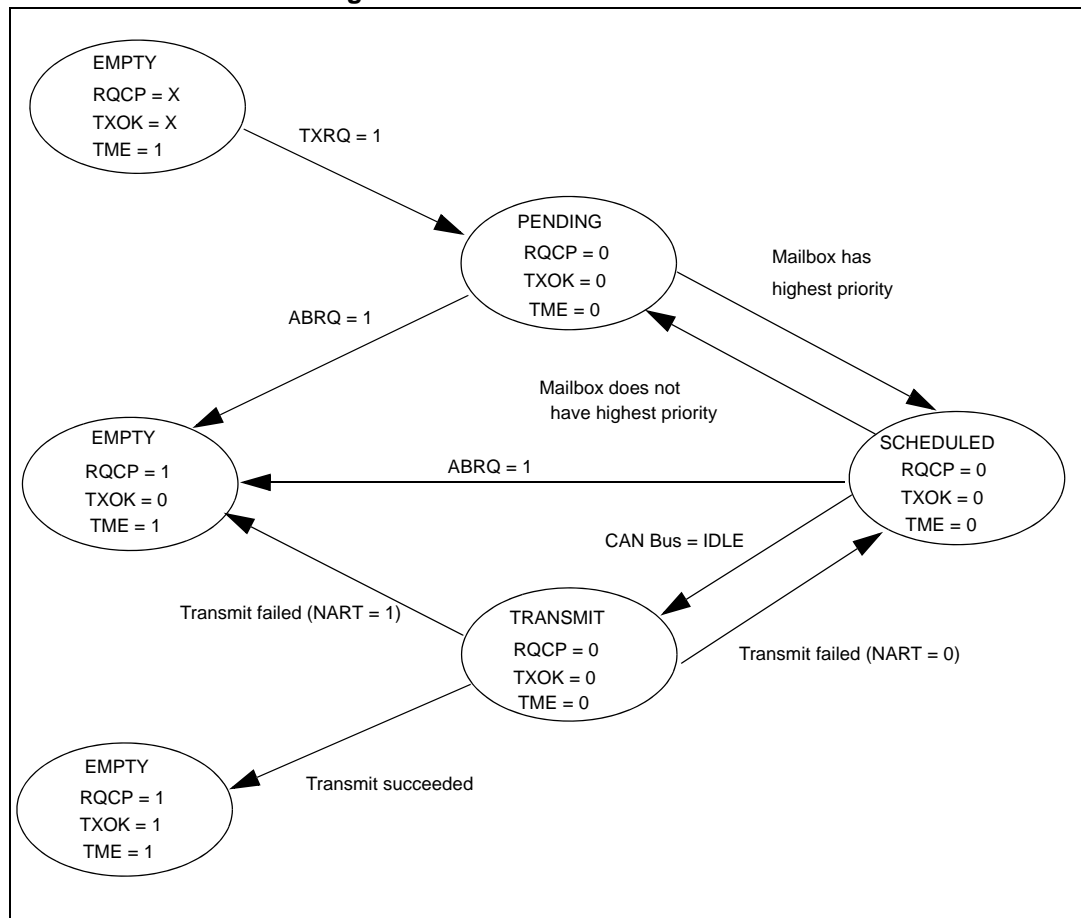 EMPTY
RQCP = X
TXOK = X
TME = 1
TXRQ = 1
PENDING
RQCP = 0
TXOK = 0
TME = 0
Mailbox has
highest priority
ABRQ = 1
Mailbox does not
have highest priority
EMPTY
RQCP = 1
TXOK = 0
TME = 1
ABRQ = 1
SCHEDULED
RQCP = 0
TXOK = 0
TME = 0
CAN Bus = IDLE
Transmit failed (NART = 1)
TRANSMIT
RQCP = 0
TXOK = 0
TME = 0
Transmit failed (NART = 0)
EMPTY
RQCP = 1
TXOK = 1
TME = 1
Transmit succeeded